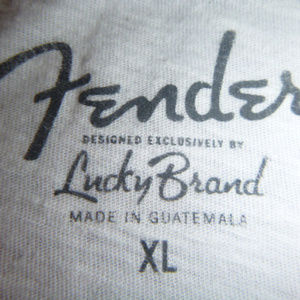 Fender
DESIGNED EXCLUSIVELY BY
Lucky Brand
MADE IN GUATEMALA
XL